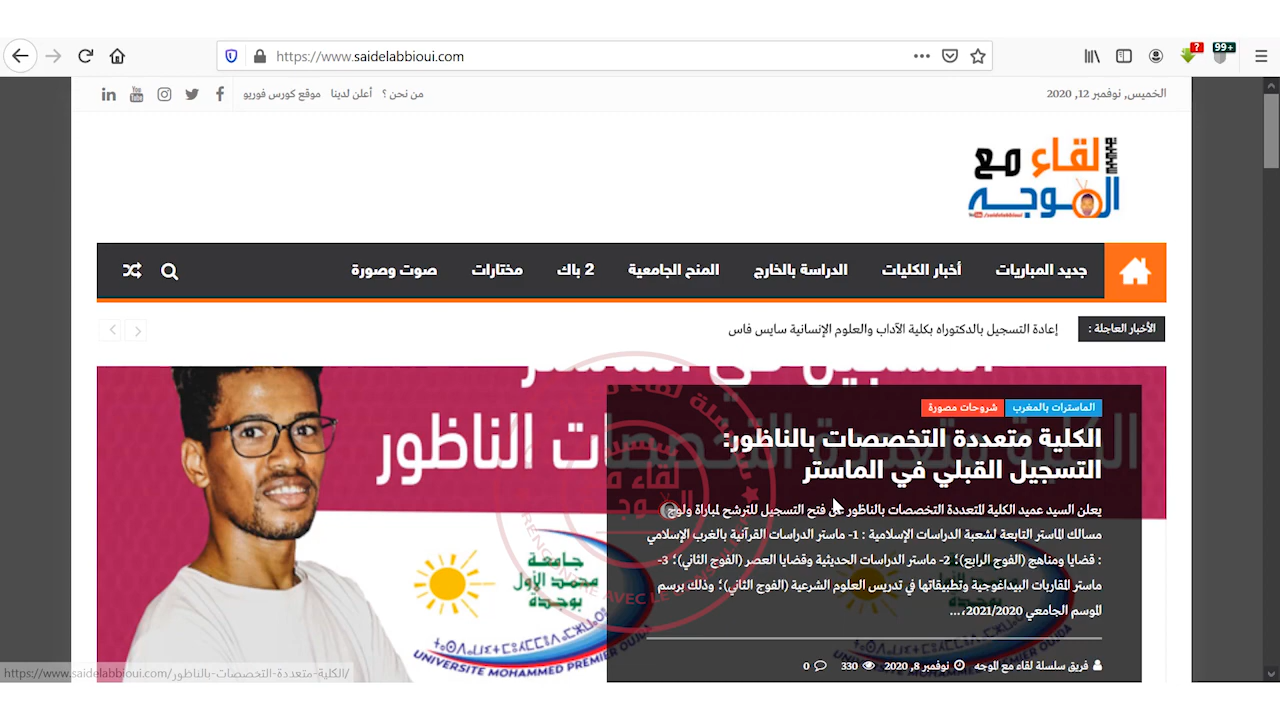 https://www.saidelabbioui.com
99+
?
الخميس, نوفمبر 12, 2020
من نحن ؟ أعلن لدينا موقع كورس فوريو
لقاء مع
الموجه
جديد المباريات
أخبار الكليات
الدراسة بالخارج
المنح الجامعية
2 باك
مختارات
صوت وصورة
الأخبار العاجلة :
إعادة التسجيل بالدكتوراه بكلية الآداب والعلوم الإنسانية سايس فاس
الماسترات بالمغرب
شروحات مصورة
الكلية متعددة التخصصات بالناظور:
التسجيل القبلي في الماستر
يعلن السيد عميد الكلية المتعددة التخصصات بالناظور عن فتح التسجيل للترشح لمباراة ولوج
مسالك الماستر التابعة لشعبة الدراسات الإسلامية : 1- ماستر الدراسات القرآنية بالغرب الإسلامي
: قضايا ومناهج (الفوج الرابع)؛ 2- ماستر الدراسات الحديثية وقضايا العصر (الفوج الثاني)؛ 3-
ماستر المقاربات البيداغوجية وتطبيقاتها في تدريس العلوم الشرعية (الفوج الثاني)؛ وذلك برسم
الموسم الجامعي 2021/2020،...
فريق سلسلة لقاء مع الموجه نوفمبر 8, 2020 330 0
جامعة
محمد الأول
بوجدة
UNIVERSITE MOHAMMED PREMIER OUJDA
https://www.saidelabbioui.com/الكلية-متعددة-التخصصات-بالناظور/